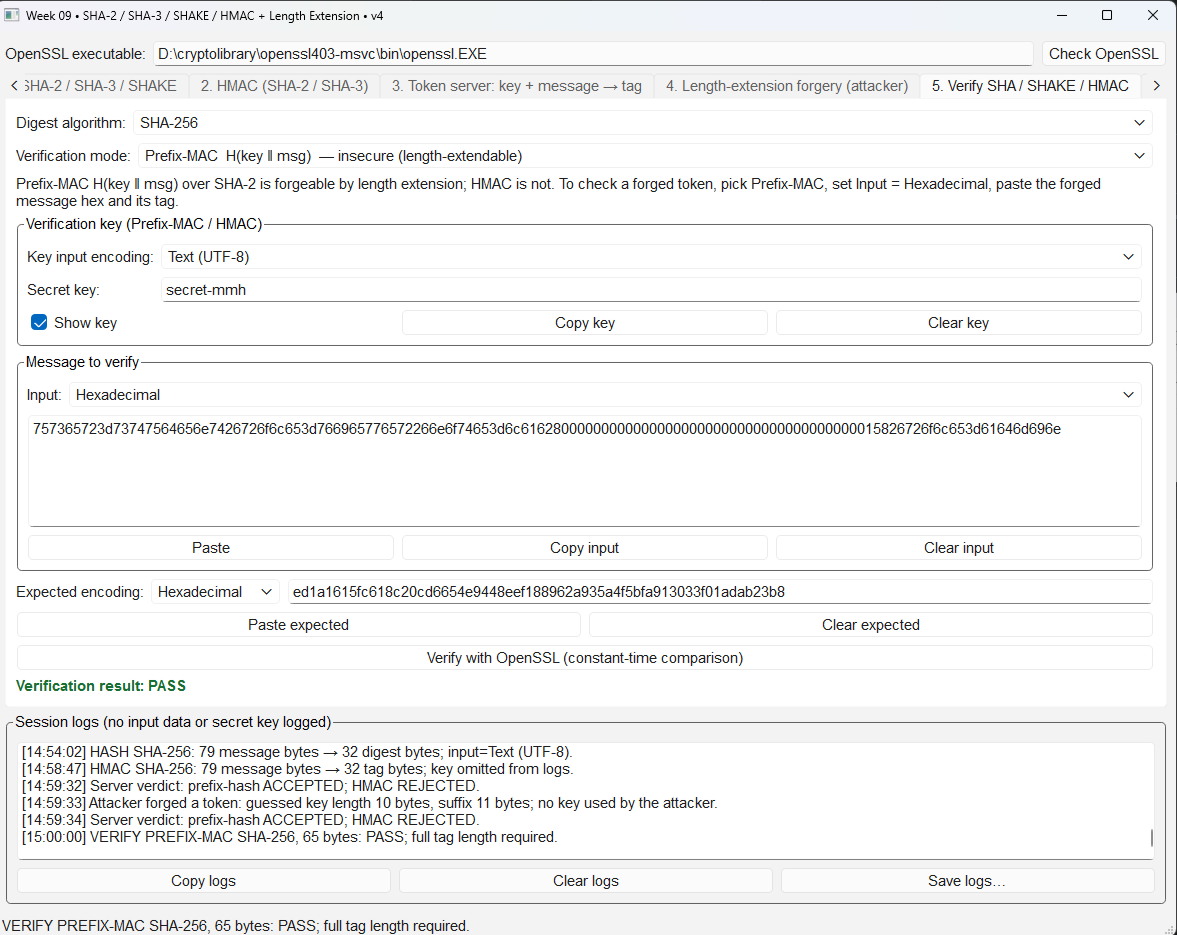 Week 09 • SHA-2 / SHA-3 / SHAKE / HMAC + Length Extension • v4
OpenSSL executable: D:\cryptolibrary\openssl403-msvc\bin\openssl.EXE Check OpenSSL
SHA-2 / SHA-3 / SHAKE 2. HMAC (SHA-2 / SHA-3) 3. Token server: key + message → tag 4. Length-extension forgery (attacker) 5. Verify SHA / SHAKE / HMAC
Digest algorithm: SHA-256
Verification mode: Prefix-MAC H(key ‖ msg) — insecure (length-extendable)
Prefix-MAC H(key ‖ msg) over SHA-2 is forgeable by length extension; HMAC is not. To check a forged token, pick Prefix-MAC, set Input = Hexadecimal, paste the forged
message hex and its tag.
Verification key (Prefix-MAC / HMAC)
Key input encoding: Text (UTF-8)
Secret key: secret-mmh
Show key Copy key Clear key
Message to verify
Input: Hexadecimal
Paste Copy input Clear input
Expected encoding: Hexadecimal ed1a1615fc618c20cd6654e9448eef188962a935a4f5bfa913033f01adab23b8
Paste expected Clear expected
Verify with OpenSSL (constant-time comparison)
Verification result: PASS
Session logs (no input data or secret key logged)
[14:54:02] HASH SHA-256: 79 message bytes → 32 digest bytes; input=Text (UTF-8).
[14:58:47] HMAC SHA-256: 79 message bytes → 32 tag bytes; key omitted from logs.
[14:59:32] Server verdict: prefix-hash ACCEPTED; HMAC REJECTED.
[14:59:33] Attacker forged a token: guessed key length 10 bytes, suffix 11 bytes; no key used by the attacker.
[14:59:34] Server verdict: prefix-hash ACCEPTED; HMAC REJECTED.
[15:00:00] VERIFY PREFIX-MAC SHA-256, 65 bytes: PASS; full tag length required.
Copy logs Clear logs Save logs…
VERIFY PREFIX-MAC SHA-256, 65 bytes: PASS; full tag length required.